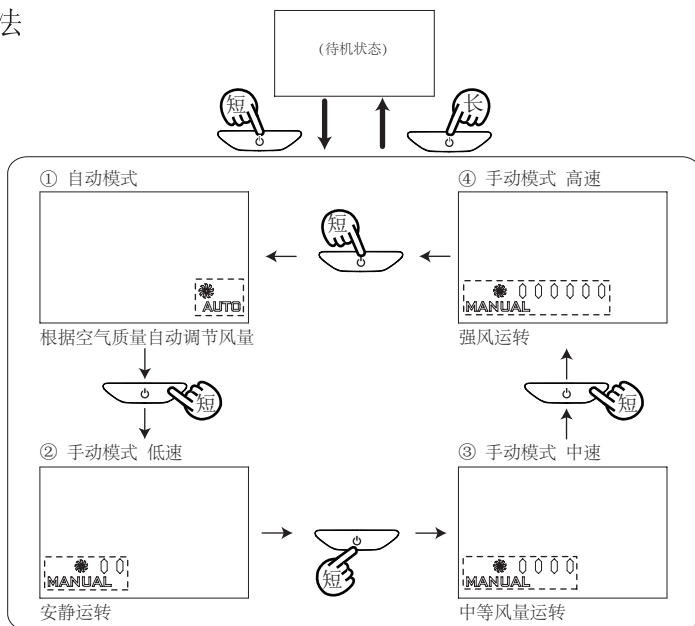 法
(待机状态)
短
长
① 自动模式
AUTO
根据空气质量自动调节风量
短
④ 手动模式 高速
MANUAL
强风运转
短
短
② 手动模式 低速
MANUAL
安静运转
短
③ 手动模式 中速
MANUAL
中等风量运转